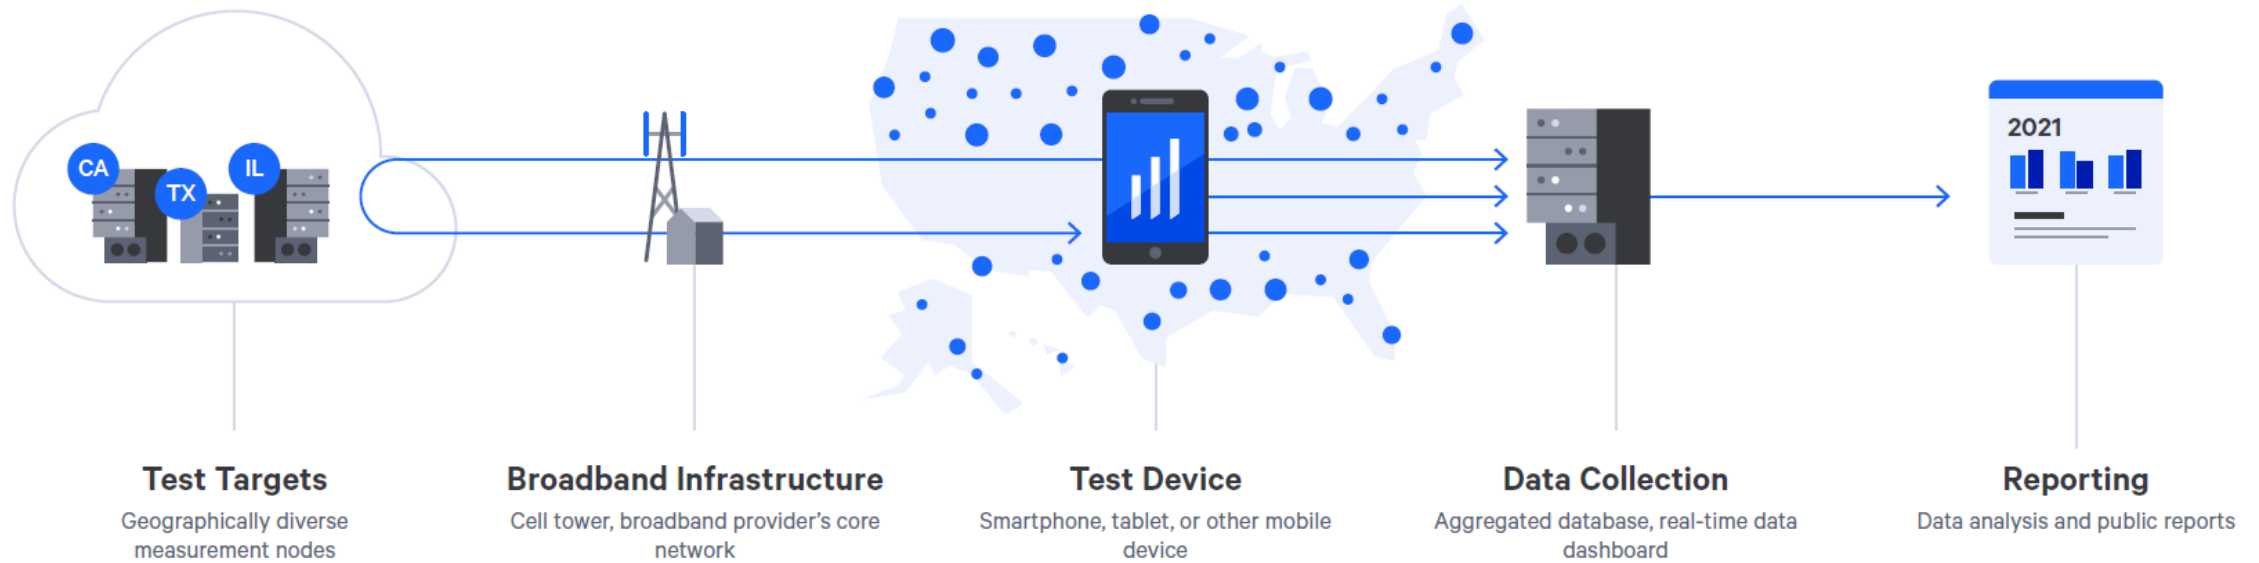 CA
TX
IL
2021
Test Targets
Geographically diverse
measurement nodes
Broadband Infrastructure
Cell tower, broadband provider's core
network
Test Device
Smartphone, tablet, or other mobile
device
Data Collection
Aggregated database, real-time data
dashboard
Reporting
Data analysis and public reports